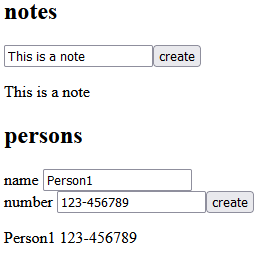 notes
This is a note create
This is a note
persons
name Person1
number 123-456789 create
Person1 123-456789